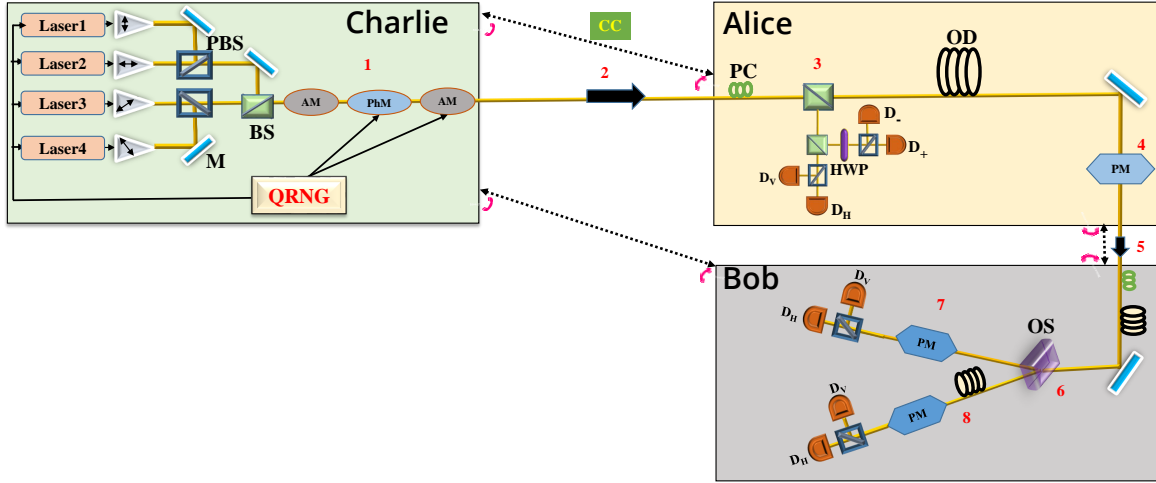 Charlie
Laser1
Laser2
Laser3
Laser4
PBS
BS
M
1
AM
PhM
AM
QRNG
CC
2
Alice
PC
3
OD
D-
D+
HWP
DV
DH
4
PM
5
Bob
DV
DH
7
PM
OS
6
DV
DH
PM
8